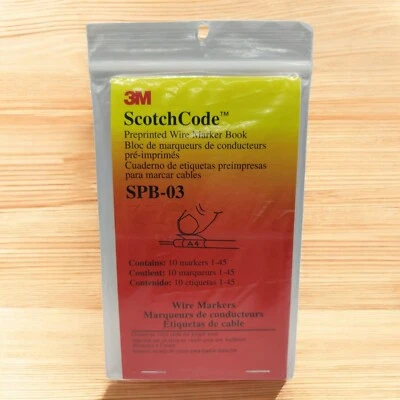 3M
ScotchCode™
Preprinted Wire Marker Book
Bloc de marqueurs de conducteurs
pré-imprimés
Cuaderno de etiquetas preimpresas
para marcar cables
SPB-03
A4
Contains: 10 markers 1-45
Contient: 10 marqueurs 1-45
Contenido: 10 etiquetas 1-45
Wire Markers
Marqueurs de conducteurs
Etiquetas de cable